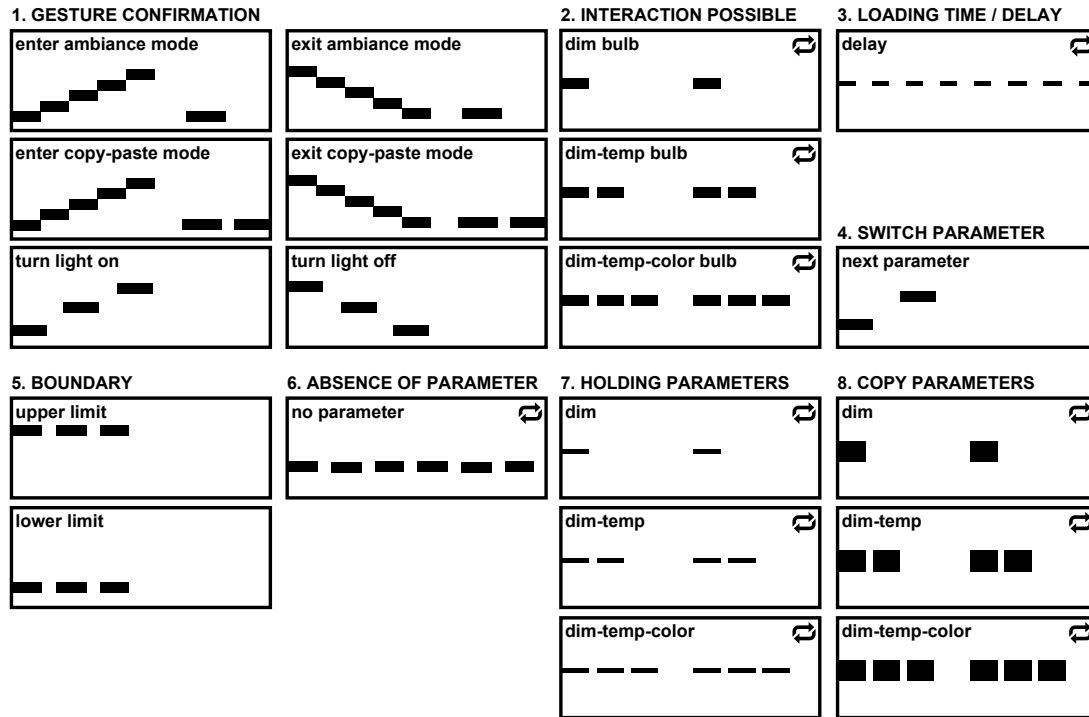 1. GESTURE CONFIRMATION
enter ambiance mode
exit ambiance mode
enter copy-paste mode
exit copy-paste mode
turn light on
turn light off
2. INTERACTION POSSIBLE
dim bulb
dim-temp bulb
dim-temp-color bulb
3. LOADING TIME / DELAY
delay
4. SWITCH PARAMETER
next parameter
5. BOUNDARY
upper limit
lower limit
6. ABSENCE OF PARAMETER
no parameter
7. HOLDING PARAMETERS
dim
dim-temp
dim-temp-color
8. COPY PARAMETERS
dim
dim-temp
dim-temp-color